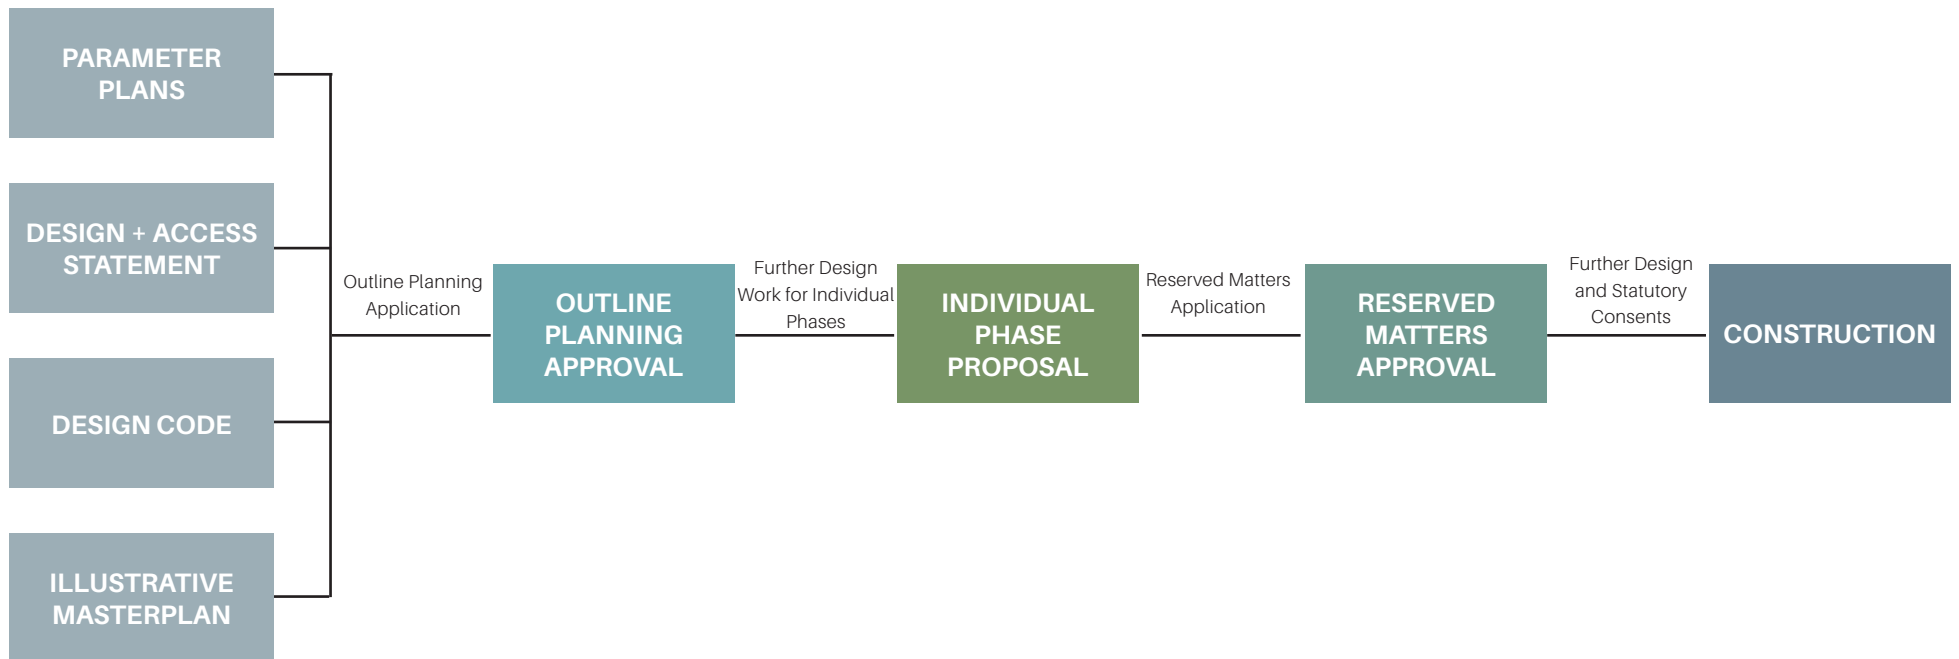 PARAMETER
PLANS
DESIGN + ACCESS
STATEMENT
DESIGN CODE
ILLUSTRATIVE
MASTERPLAN
Outline Planning
Application
OUTLINE
PLANNING
APPROVAL
Further Design
Work for Individual
Phases
INDIVIDUAL
PHASE
PROPOSAL
Reserved Matters
Application
RESERVED
MATTERS
APPROVAL
Further Design
and Statutory
Consents
CONSTRUCTION